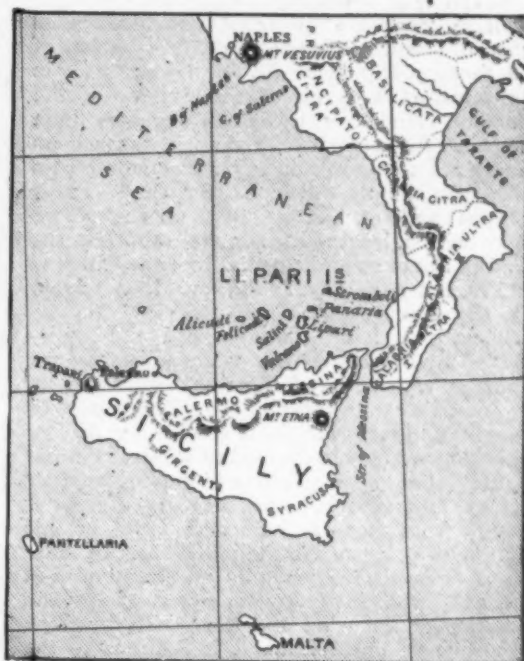 NAPLES
MT VESUVIUS
MEDITERRANEAN SEA
B. of Naples
G. of Salerno
PRINCIPATO CITRA
BASILICATA
GULF OF TARANTO
CALABRIA CITRA
CALABRIA ULTRA
LIPARI IS
Stromboli
Panaria
Alicudi
Felicudi
Salina
Lipari
Vulcano
Trapani
Palermo
MESSINA
PALERMO
MT ETNA
SICILY
GIRGENTI
SYRACUSA
Str. of Messina
PANTELLARIA
MALTA